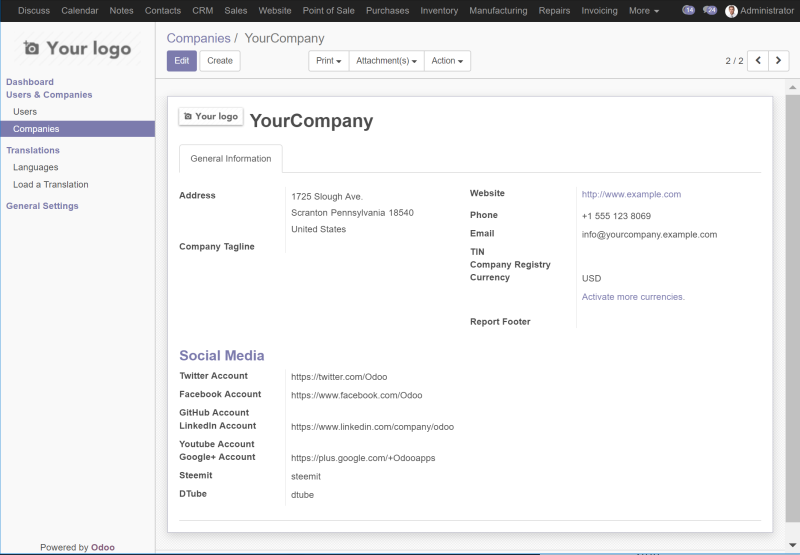 Discuss Calendar Notes Contacts CRM Sales Website Point of Sale Purchases Inventory Manufacturing Repairs Invoicing More 14 24 Administrator
Your logo
Companies / YourCompany
Edit Create Print Attachment(s) Action 2 / 2
Dashboard
Users & Companies
Users
Companies
Translations
Languages
Load a Translation
General Settings
Your logo YourCompany
General Information
Address 1725 Slough Ave.
Scranton Pennsylvania 18540
United States
Company Tagline
Website http://www.example.com
Phone +1 555 123 8069
Email info@yourcompany.example.com
TIN
Company Registry
Currency USD
Activate more currencies.
Report Footer
Social Media
Twitter Account https://twitter.com/Odoo
Facebook Account https://www.facebook.com/Odoo
GitHub Account
LinkedIn Account https://www.linkedin.com/company/odoo
Youtube Account
Google+ Account https://plus.google.com/+Odooapps
Steemit steemit
DTube dtube
Powered by Odoo